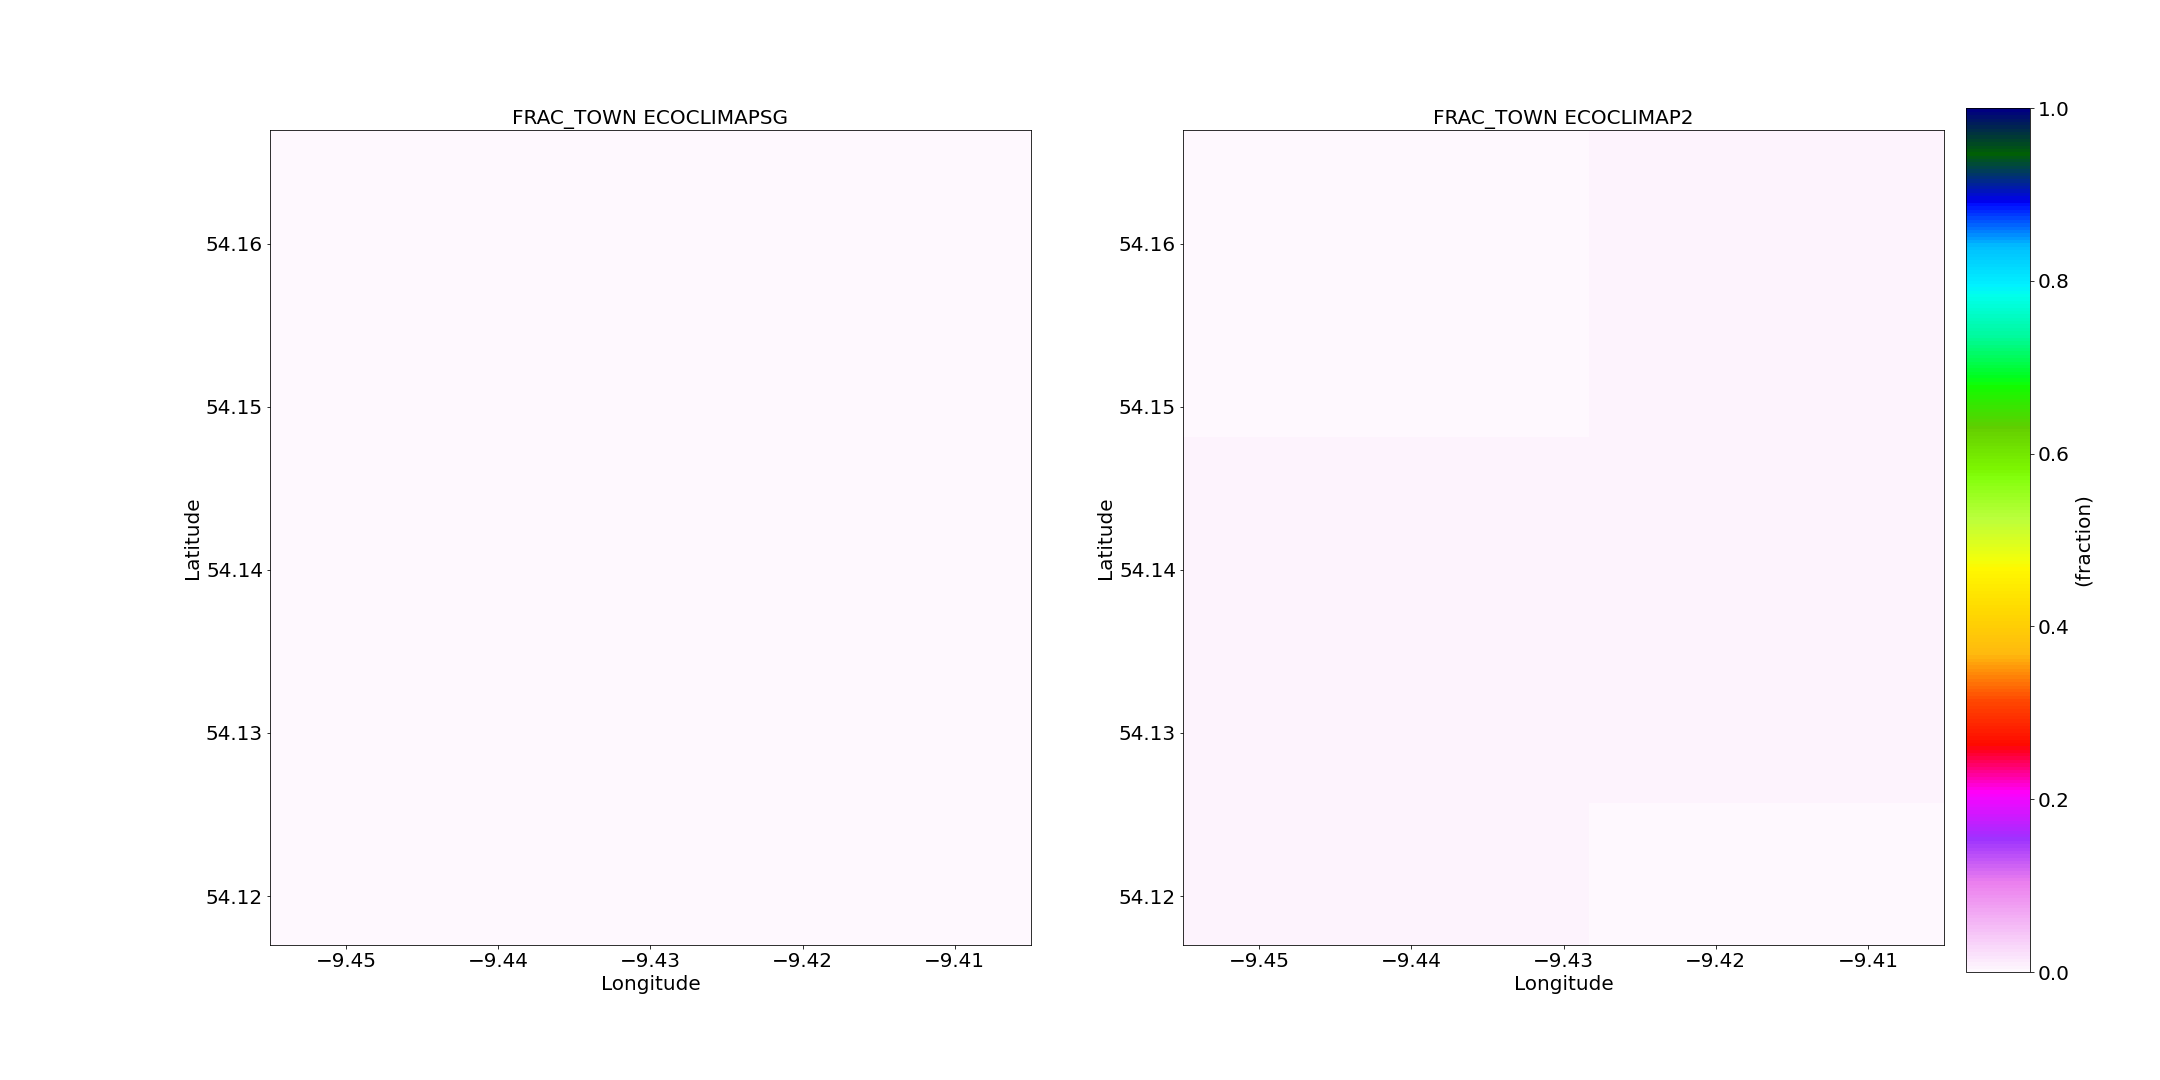 FRAC_TOWN ECOCLIMAPSG
54.16
54.15
54.14
54.13
54.12
Latitude
−9.45 −9.44 −9.43 −9.42 −9.41
Longitude
FRAC_TOWN ECOCLIMAP2
54.16
54.15
54.14
54.13
54.12
Latitude
−9.45 −9.44 −9.43 −9.42 −9.41
Longitude
1.0
0.8
0.6
0.4
0.2
0.0
(fraction)